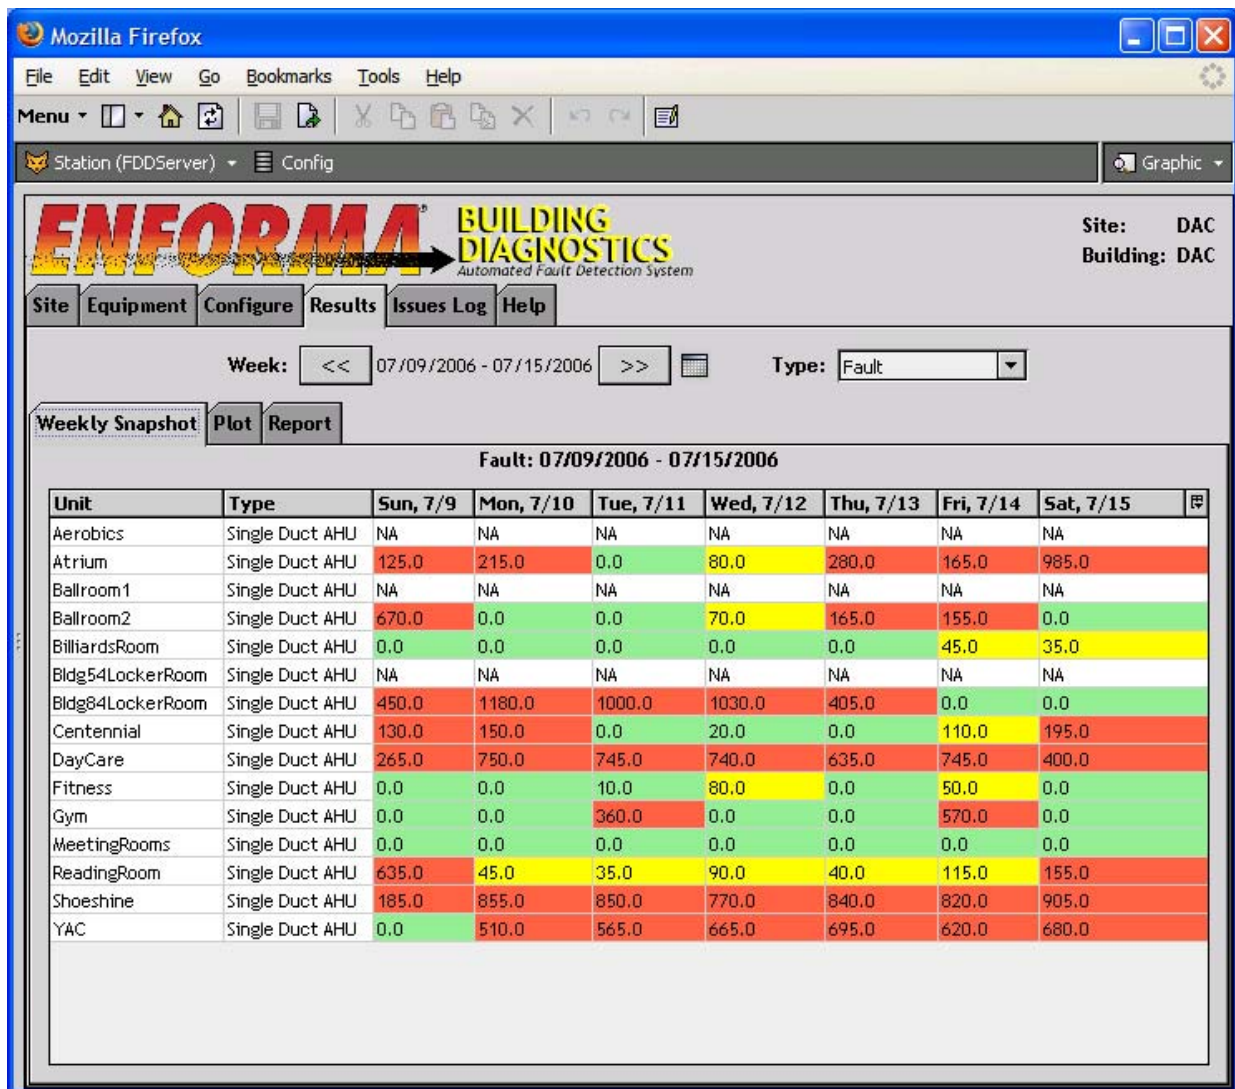 Mozilla Firefox
File Edit View Go Bookmarks Tools Help
Menu
Station (FDDServer) Config Graphic
ENFORMA® BUILDING DIAGNOSTICS
Automated Fault Detection System
Site: DAC
Building: DAC
Site Equipment Configure Results Issues Log Help
Week: << 07/09/2006 - 07/15/2006 >> Type: Fault
Weekly Snapshot Plot Report
Fault: 07/09/2006 - 07/15/2006
Unit Type Sun, 7/9 Mon, 7/10 Tue, 7/11 Wed, 7/12 Thu, 7/13 Fri, 7/14 Sat, 7/15
Aerobics Single Duct AHU NA NA NA NA NA NA NA
Atrium Single Duct AHU 125.0 215.0 0.0 80.0 280.0 165.0 985.0
Ballroom1 Single Duct AHU NA NA NA NA NA NA NA
Ballroom2 Single Duct AHU 670.0 0.0 0.0 70.0 165.0 155.0 0.0
BilliardsRoom Single Duct AHU 0.0 0.0 0.0 0.0 0.0 45.0 35.0
Bldg54LockerRoom Single Duct AHU NA NA NA NA NA NA NA
Bldg84LockerRoom Single Duct AHU 450.0 1180.0 1000.0 1030.0 405.0 0.0 0.0
Centennial Single Duct AHU 130.0 150.0 0.0 20.0 0.0 110.0 195.0
DayCare Single Duct AHU 265.0 750.0 745.0 740.0 635.0 745.0 400.0
Fitness Single Duct AHU 0.0 0.0 10.0 80.0 0.0 50.0 0.0
Gym Single Duct AHU 0.0 0.0 360.0 0.0 0.0 570.0 0.0
MeetingRooms Single Duct AHU 0.0 0.0 0.0 0.0 0.0 0.0 0.0
ReadingRoom Single Duct AHU 635.0 45.0 35.0 90.0 40.0 115.0 155.0
Shoeshine Single Duct AHU 185.0 855.0 850.0 770.0 840.0 820.0 905.0
YAC Single Duct AHU 0.0 510.0 565.0 665.0 695.0 620.0 680.0